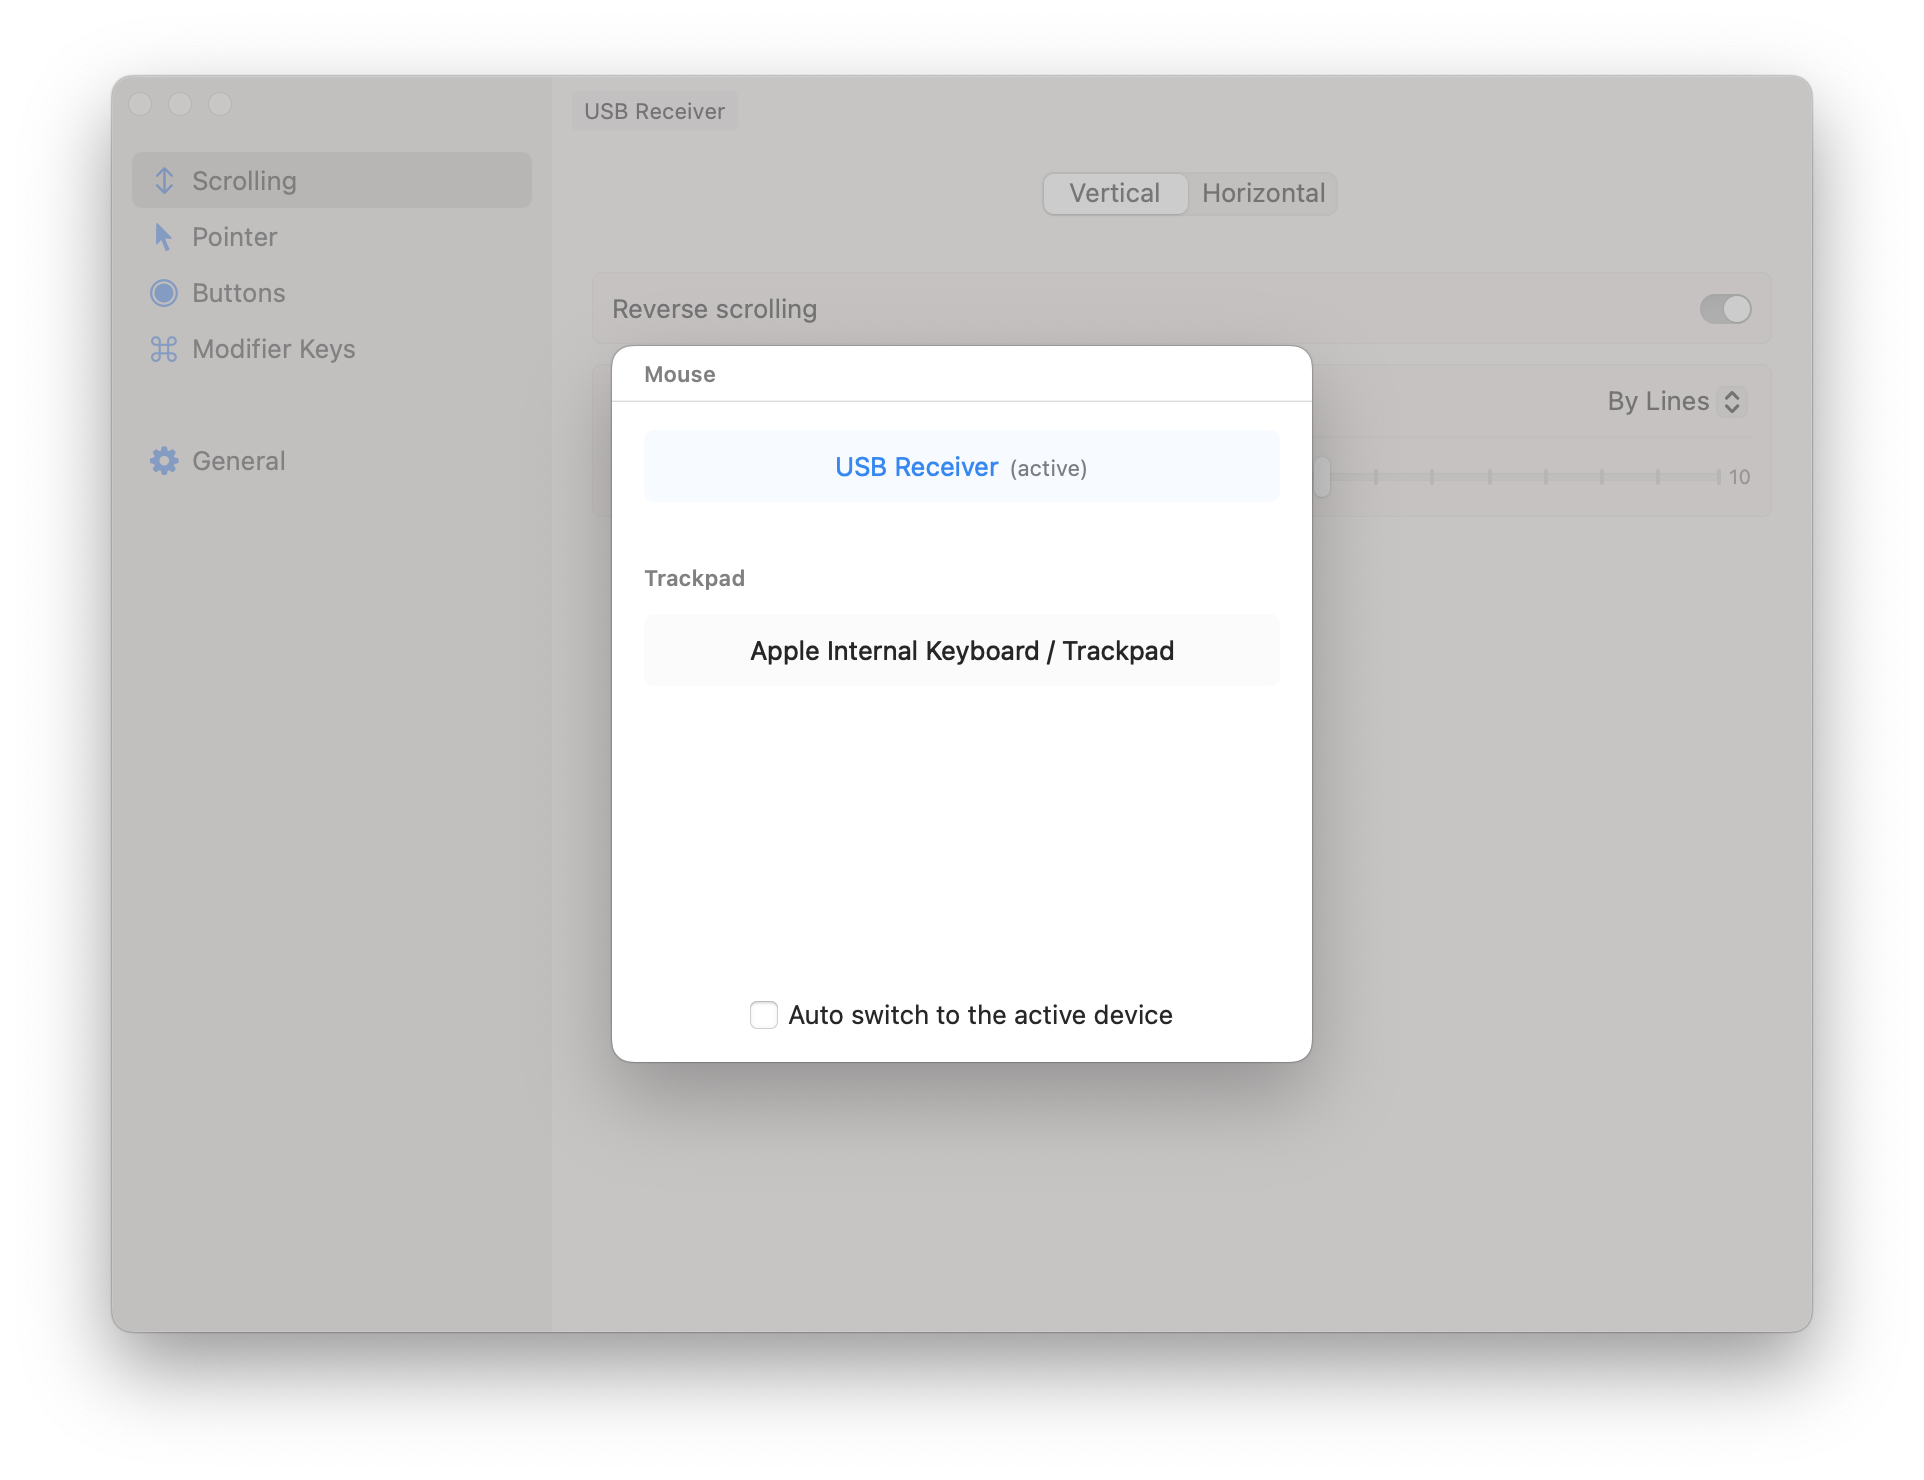 USB Receiver
Scrolling
Pointer
Buttons
Modifier Keys
General
Vertical Horizontal
Reverse scrolling
By Lines
10
Mouse
USB Receiver (active)
Trackpad
Apple Internal Keyboard / Trackpad
Auto switch to the active device